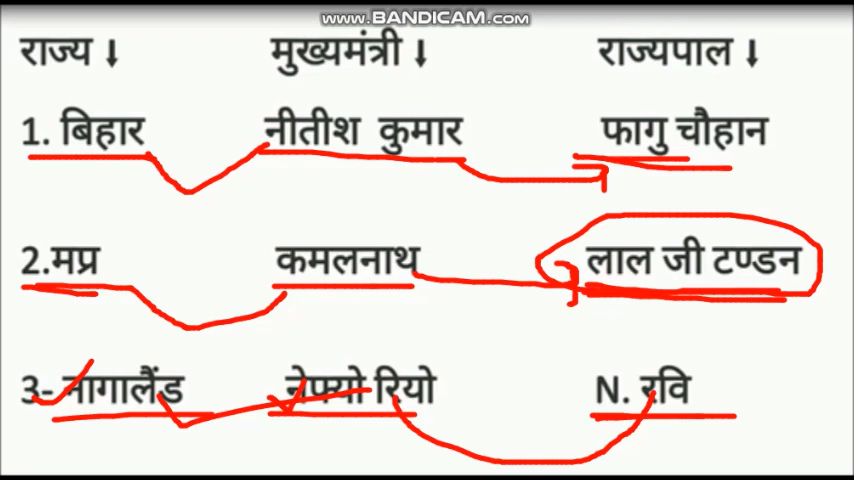 www.BANDICAM.com
राज्य ↓ मुख्यमंत्री ↓ राज्यपाल ↓
1. बिहार नीतीश कुमार फागु चौहान
2.मप्र कमलनाथ लाल जी टण्डन
3- नागालैंड नेफ्यो रियो N. रवि